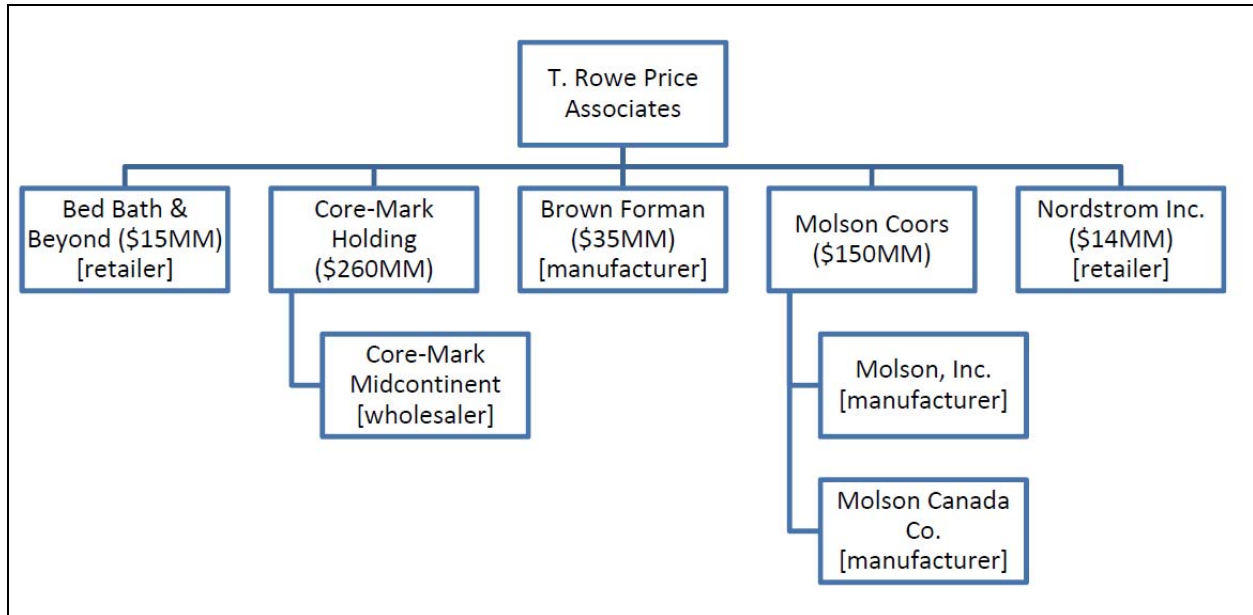 T. Rowe Price
Associates
Bed Bath &
Beyond ($15MM)
[retailer]
Core-Mark
Holding
($260MM)
Brown Forman
($35MM)
[manufacturer]
Molson Coors
($150MM)
Nordstrom Inc.
($14MM)
[retailer]
Core-Mark
Midcontinent
[wholesaler]
Molson, Inc.
[manufacturer]
Molson Canada
Co.
[manufacturer]